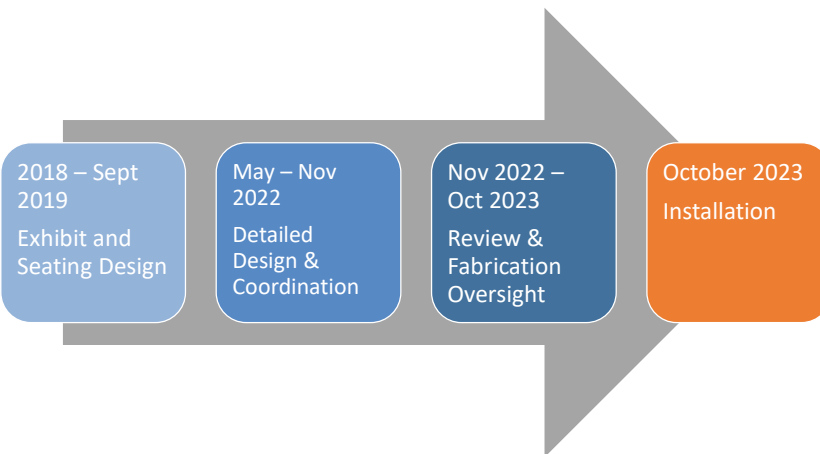 2018 – Sept
2019
Exhibit and
Seating Design
May – Nov
2022
Detailed
Design &
Coordination
Nov 2022 –
Oct 2023
Review &
Fabrication
Oversight
October 2023
Installation